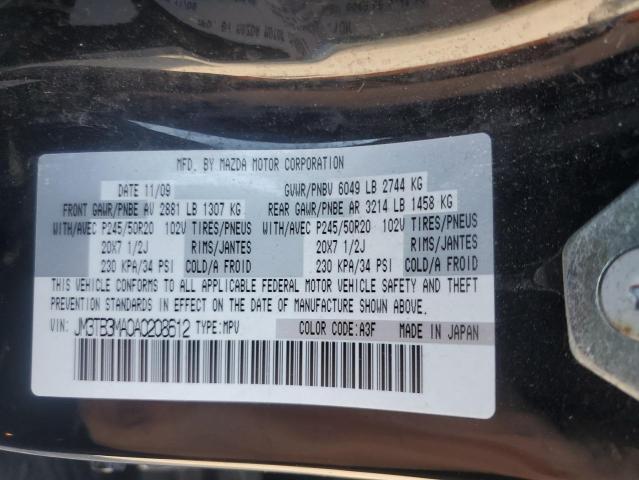 MFD. BY MAZDA MOTOR CORPORATION
DATE 11/09 GVWR/PNBV 6049 LB 2744 KG
FRONT GAWR/PNBE AV 2881 LB 1307 KG REAR GAWR/PNBE AR 3214 LB 1458 KG
WITH/AVEC P245/50R20 102V TIRES/PNEUS WITH/AVEC P245/50R20 102V TIRES/PNEUS
20X7 1/2J RIMS/JANTES 20X7 1/2J RIMS/JANTES
230 KPA/34 PSI COLD/A FROID 230 KPA/34 PSI COLD/A FROID
THIS VEHICLE CONFORMS TO ALL APPLICABLE FEDERAL MOTOR VEHICLE SAFETY AND THEFT
PREVENTION STANDARDS IN EFFECT ON THE DATE OF MANUFACTURE SHOWN ABOVE.
VIN: JM3TB3MA0A0208612 TYPE:MPV COLOR CODE:A3F MADE IN JAPAN